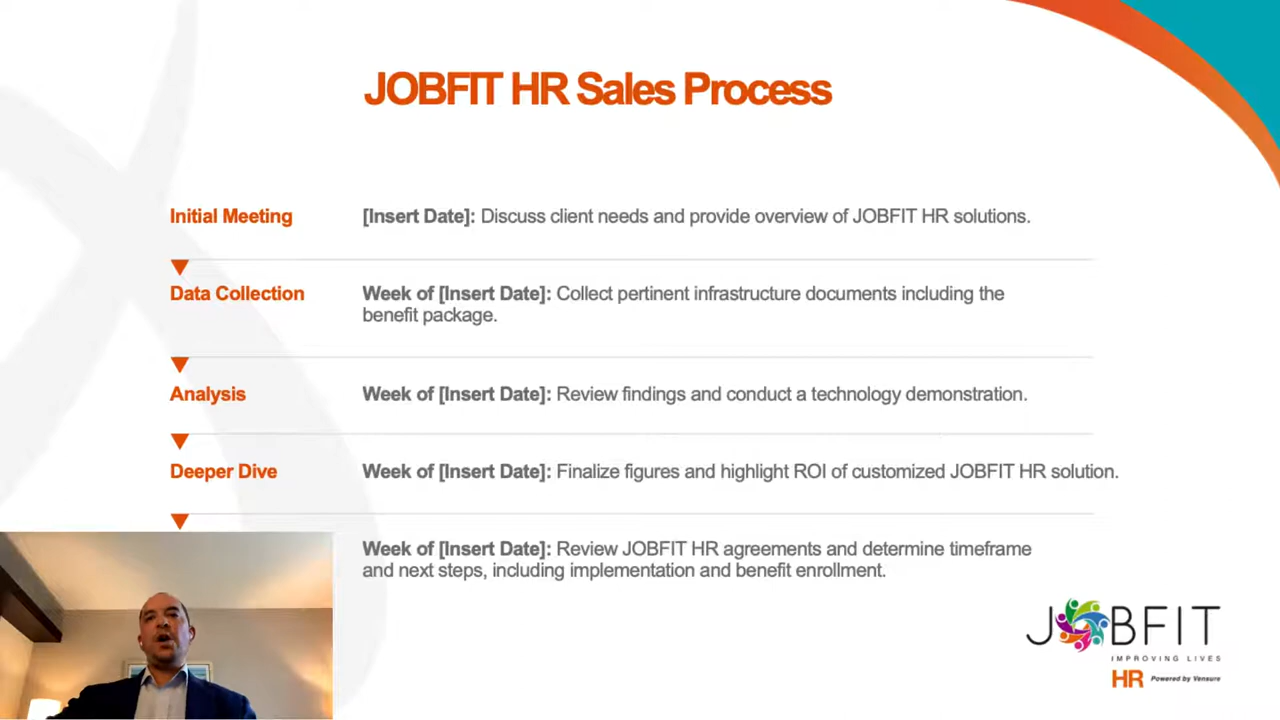 JOBFIT HR Sales Process
Initial Meeting
[Insert Date]: Discuss client needs and provide overview of JOBFIT HR solutions.
Data Collection
Week of [Insert Date]: Collect pertinent infrastructure documents including the
benefit package.
Analysis
Week of [Insert Date]: Review findings and conduct a technology demonstration.
Deeper Dive
Week of [Insert Date]: Finalize figures and highlight ROI of customized JOBFIT HR solution.
Week of [Insert Date]: Review JOBFIT HR agreements and determine timeframe
and next steps, including implementation and benefit enrollment.
JOBFIT
IMPROVING LIVES
HR Powered by Vensure